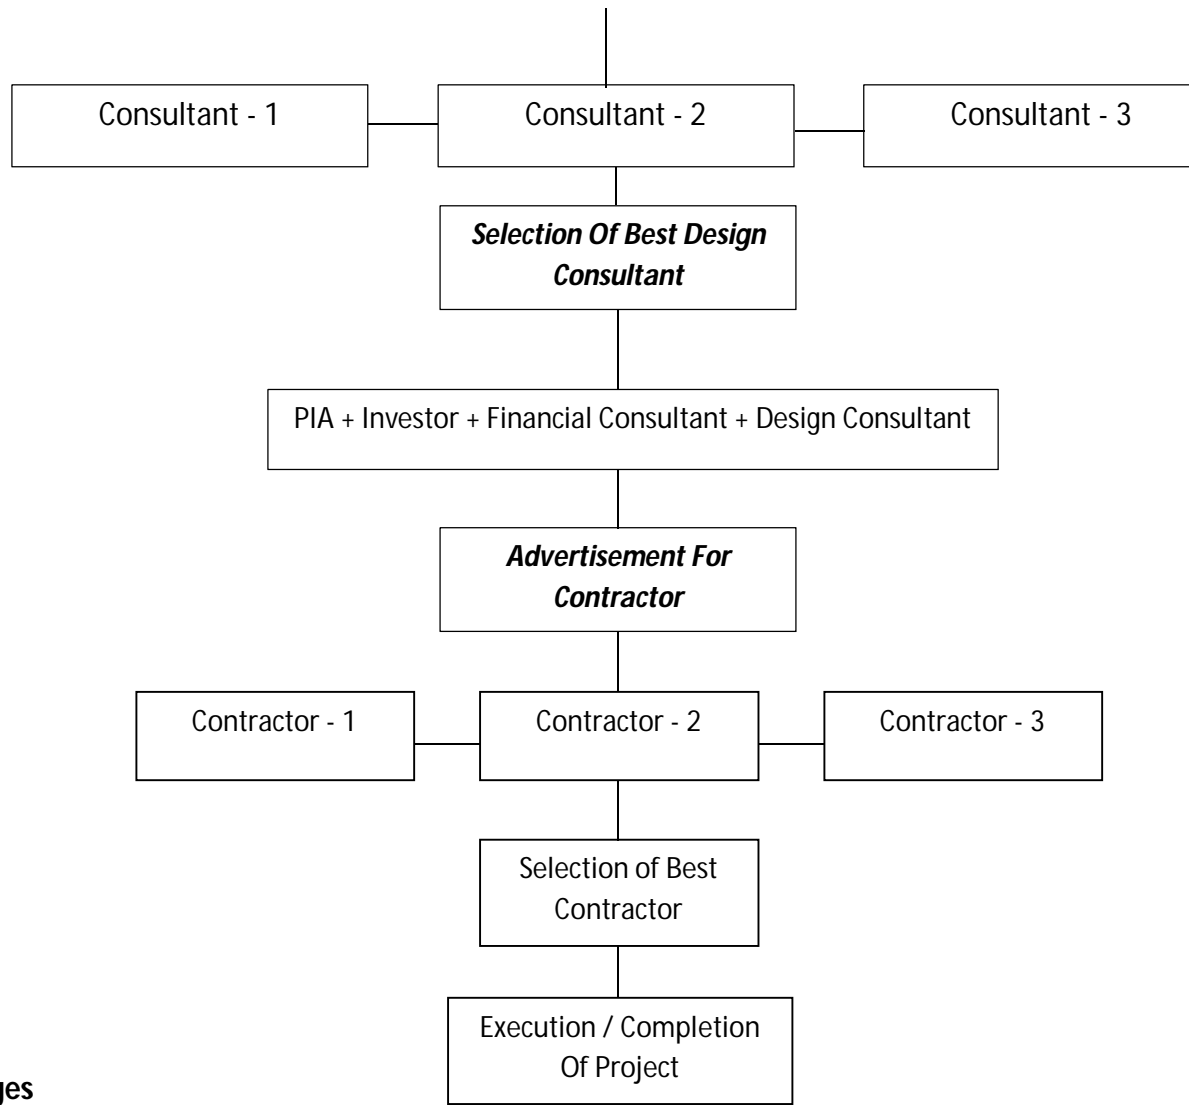 Consultant - 1
Consultant - 2
Consultant - 3
Selection Of Best Design
Consultant
PIA + Investor + Financial Consultant + Design Consultant
Advertisement For
Contractor
Contractor - 1
Contractor - 2
Contractor - 3
Selection of Best
Contractor
Execution / Completion
Of Project